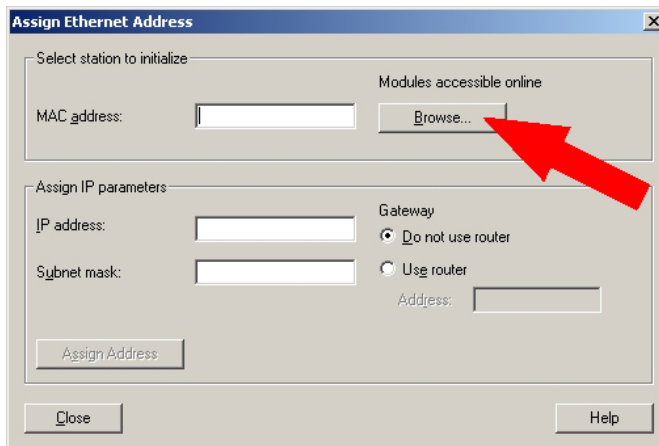 Assign Ethernet Address
Select station to initialize
Modules accessible online
MAC address:
Browse...
Assign IP parameters
IP address:
Gateway
Do not use router
Subnet mask:
Use router
Address:
Assign Address
Close
Help